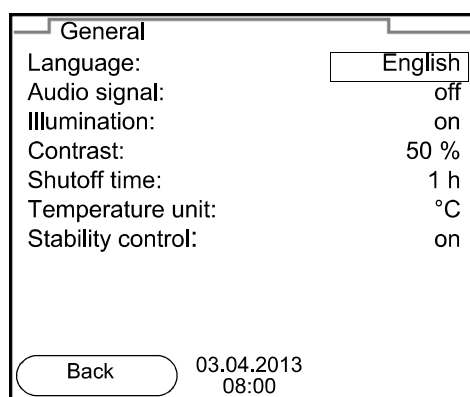 General
Language: English
Audio signal: off
Illumination: on
Contrast: 50 %
Shutoff time: 1 h
Temperature unit: °C
Stability control: on
Back 03.04.2013
08:00